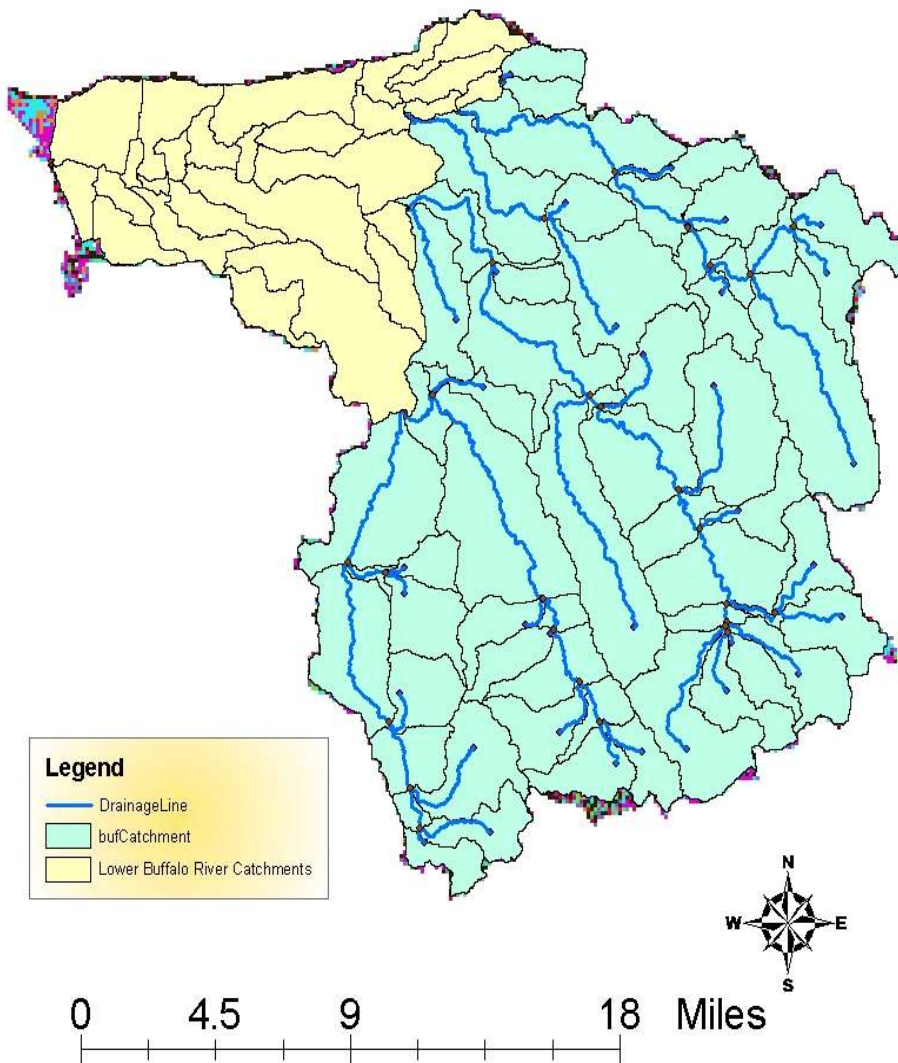 Legend
DrainageLine
bufCatchment
Lower Buffalo River Catchments
N
W E
S
0 4.5 9 18 Miles